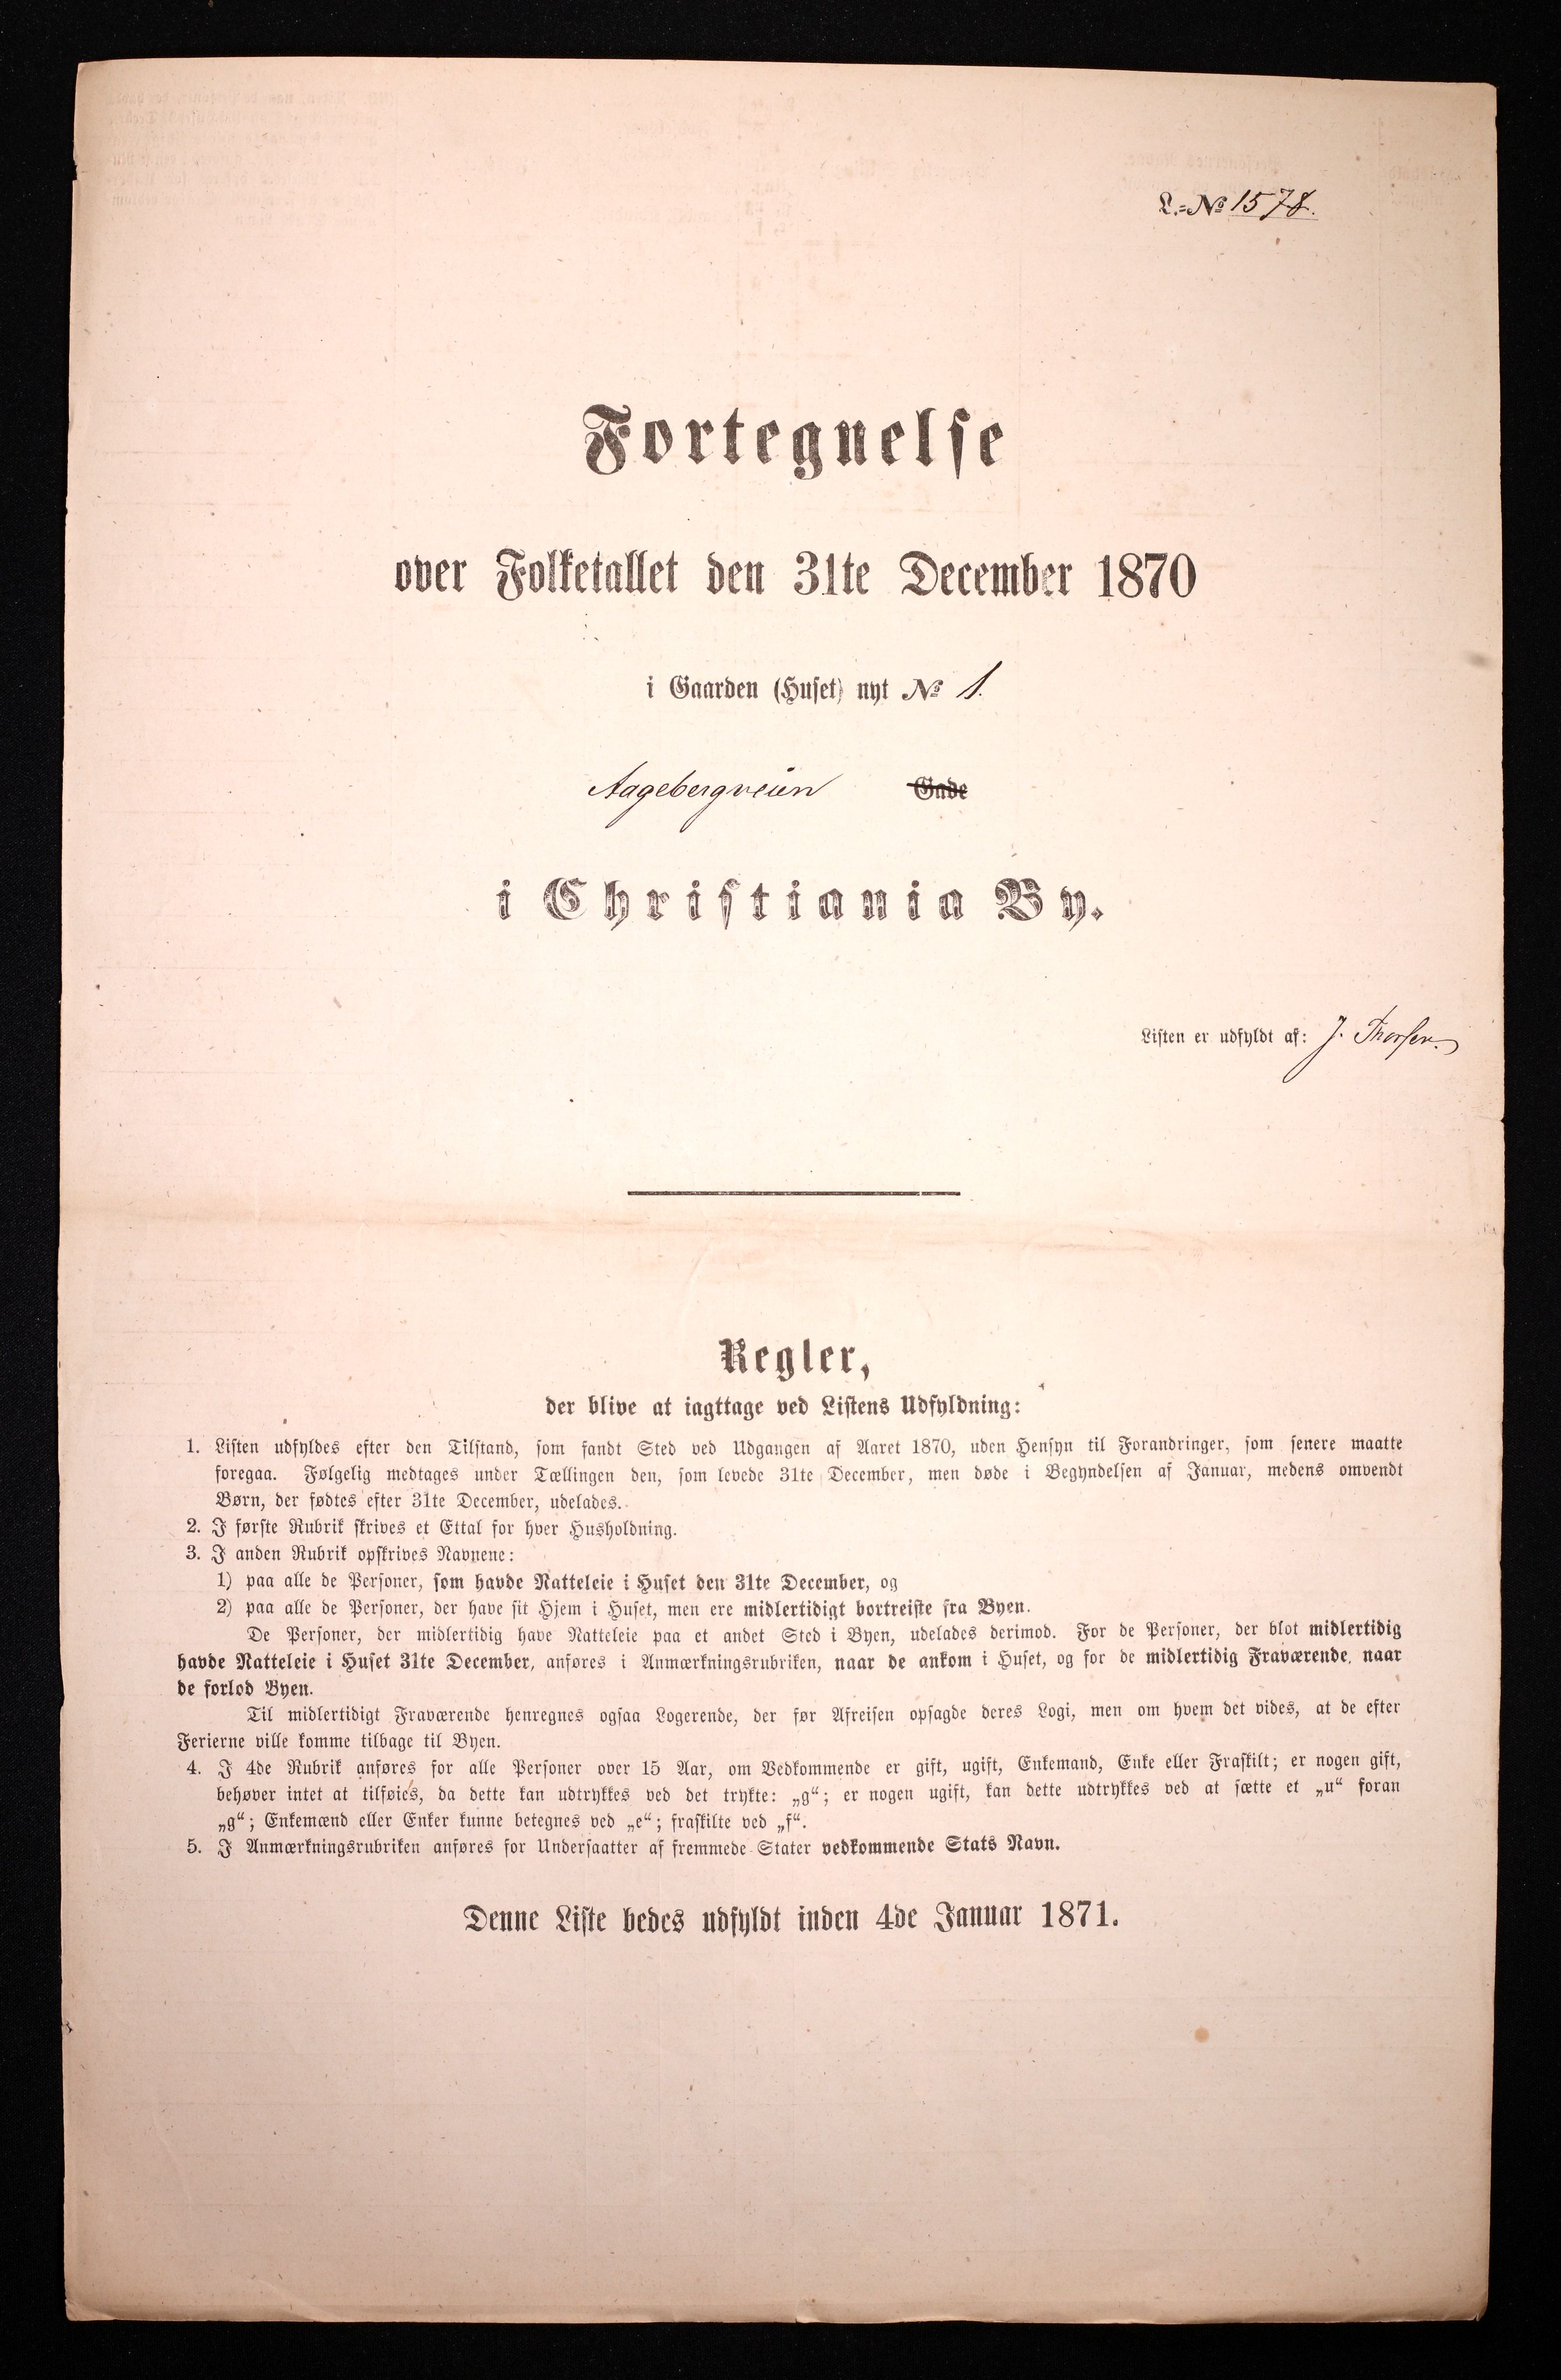 L.-№ 1578.
Fortegnelse
over Folketallet den 31te December 1870
i Gaarden (Huset) nyt № 1.
Aagebergveien Gade
i Christiania By.
Listen er udfyldt af: J. Thorsen.
Regler,
der blive at iagttage ved Listens Udfyldning:
1. Listen udfyldes efter den Tilstand, som fandt Sted ved Udgangen af Aaret 1870, uden Hensyn til Forandringer, som senere maatte
foregaa. Følgelig medtages under Tællingen den, som levede 31te December, men døde i Begyndelsen af Januar, medens omvendt
Børn, der fødtes efter 31te December, udelades.
2. I første Rubrik skrives et Ettal for hver Husholdning.
3. I anden Rubrik opskrives Navnene:
1) paa alle de Personer, som havde Natteleie i Huset den 31te December, og
2) paa alle de Personer, der have sit Hjem i Huset, men ere midlertidigt bortreiste fra Byen.
De Personer, der midlertidig have Natteleie paa et andet Sted i Byen, udelades derimod. For de Personer, der blot midlertidig
havde Natteleie i Huset 31te December, anføres i Anmærkningsrubriken, naar de ankom i Huset, og for de midlertidig Fraværende, naar
de forlod Byen.
Til midlertidigt Fraværende henregnes ogsaa Logerende, der før Afreisen opsagde deres Logi, men om hvem det vides, at de efter
Ferierne ville komme tilbage til Byen.
4. I 4de Rubrik anføres for alle Personer over 15 Aar, om Vedkommende er gift, ugift, Enkemand, Enke eller Fraskilt; er nogen gift,
behøver intet at tilføies, da dette kan udtrykkes ved det trykte: „g“; er nogen ugift, kan dette udtrykkes ved at sætte et „u“ foran
„g“; Enkemænd eller Enker kunne betegnes ved „e“; fraskilte ved „f“.
5. I Anmærkningsrubriken anføres for Undersaatter af fremmede Stater vedkommende Stats Navn.
Denne Liste bedes udfyldt inden 4de Januar 1871.